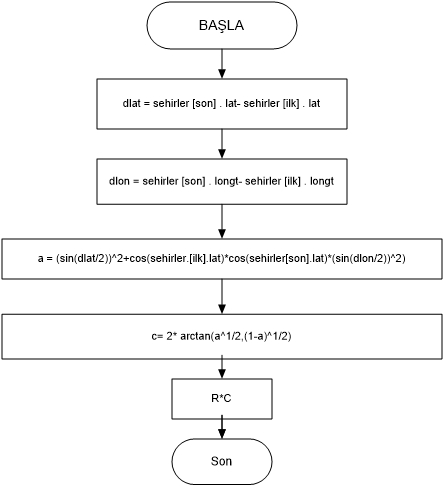 BAŞLA
dlat = sehirler [son] . lat- sehirler [ilk] . lat
dlon = sehirler [son] . longt- sehirler [ilk] . longt
a = (sin(dlat/2))^2+cos(sehirler.[ilk].lat)*cos(sehirler[son].lat)*(sin(dlon/2))^2)
c= 2* arctan(a^1/2,(1-a)^1/2)
R*C
Son